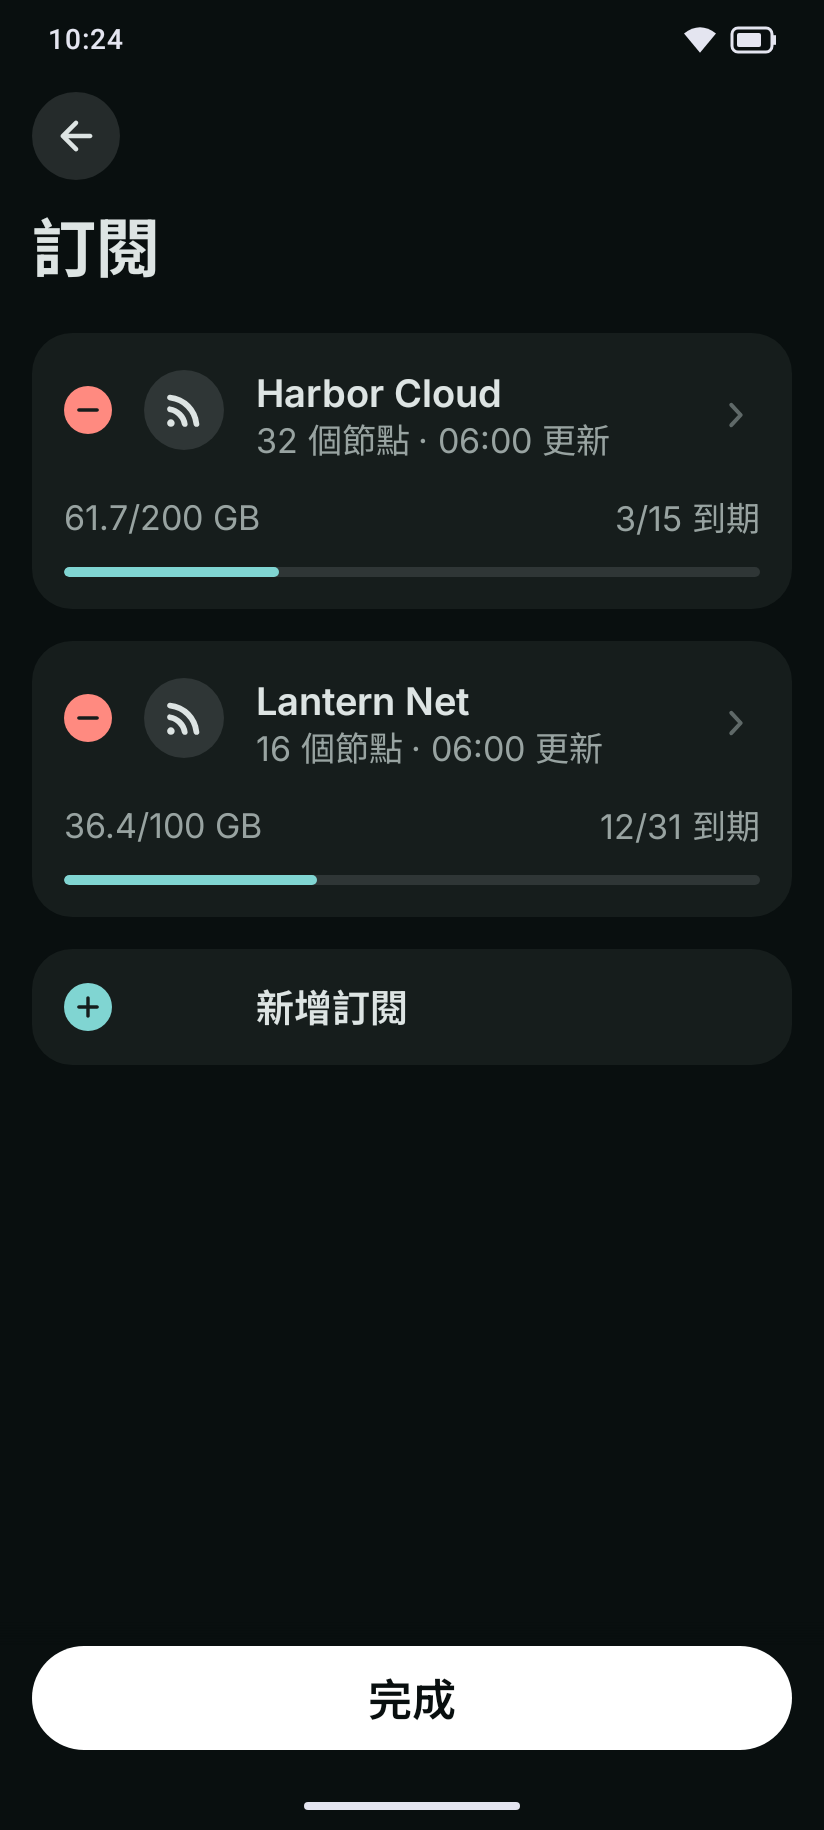 10:24
訂閱
Harbor Cloud
32 個節點 · 06:00 更新
61.7/200 GB
3/15 到期
Lantern Net
16 個節點 · 06:00 更新
36.4/100 GB
12/31 到期
新增訂閱
完成